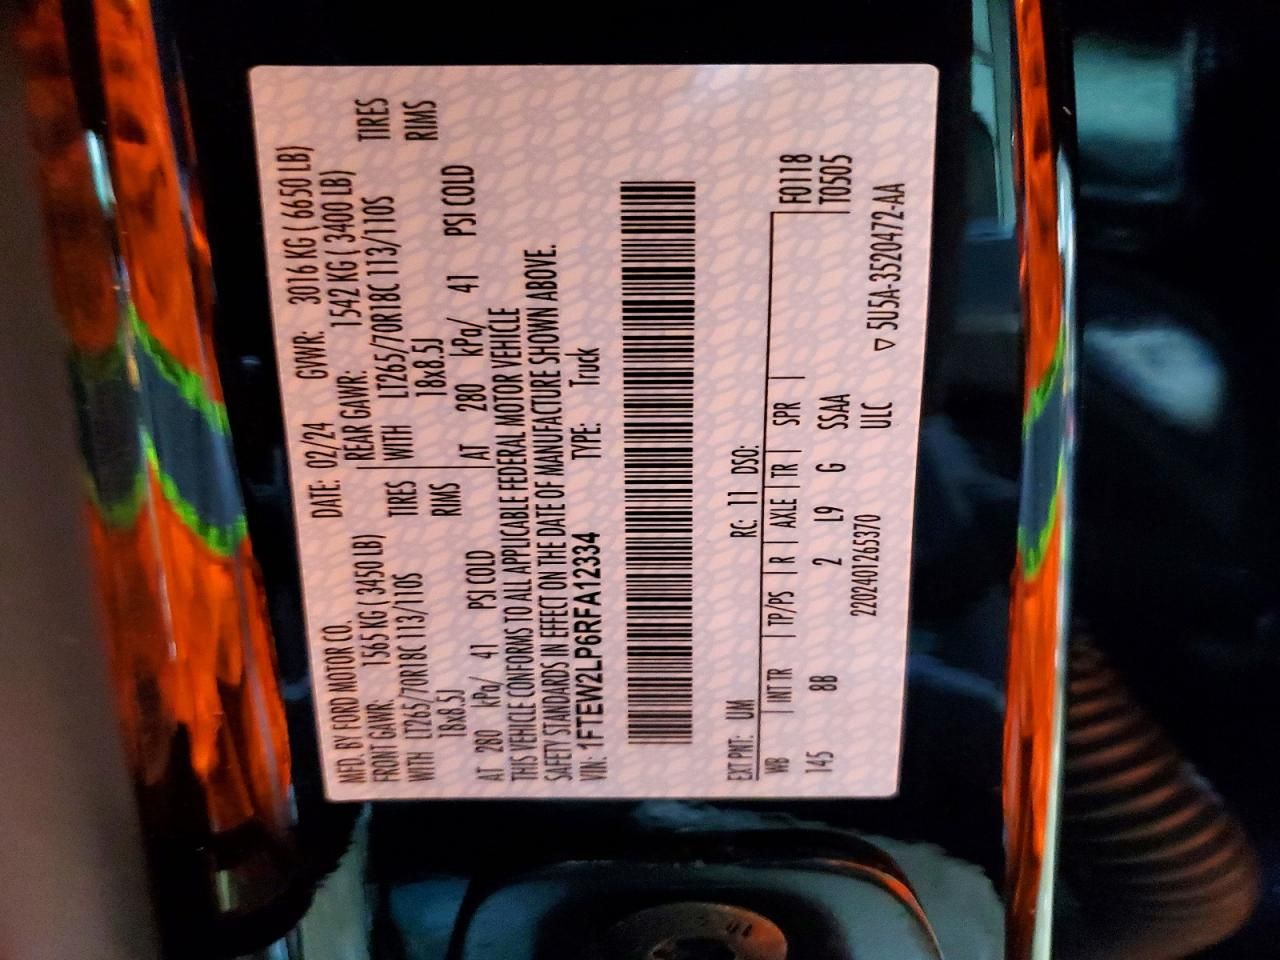 MFD. BY FORD MOTOR CO. DATE: 02/24 GVWR: 3016 KG ( 6650 LB)
FRONT GAWR: 1565 KG ( 3450 LB) REAR GAWR: 1542 KG ( 3400 LB)
WITH LT265/70R18C 113/110S TIRES WITH LT265/70R18C 113/110S TIRES
18x8.5J RIMS 18x8.5J RIMS
AT 280 kPa/ 41 PSI COLD AT 280 kPa/ 41 PSI COLD
THIS VEHICLE CONFORMS TO ALL APPLICABLE FEDERAL MOTOR VEHICLE
SAFETY STANDARDS IN EFFECT ON THE DATE OF MANUFACTURE SHOWN ABOVE.
VIN: 1FTEW2LP6RFA12334 TYPE: Truck
EXT PNT: UM RC: 11 DSO:
WB | INT TR | TP/PS | R | AXLE | TR | SPR | F0118
145 8B 2 L9 G SSAA T0505
220240126537​0 ULC ▽ 5U5A-3520472-AA